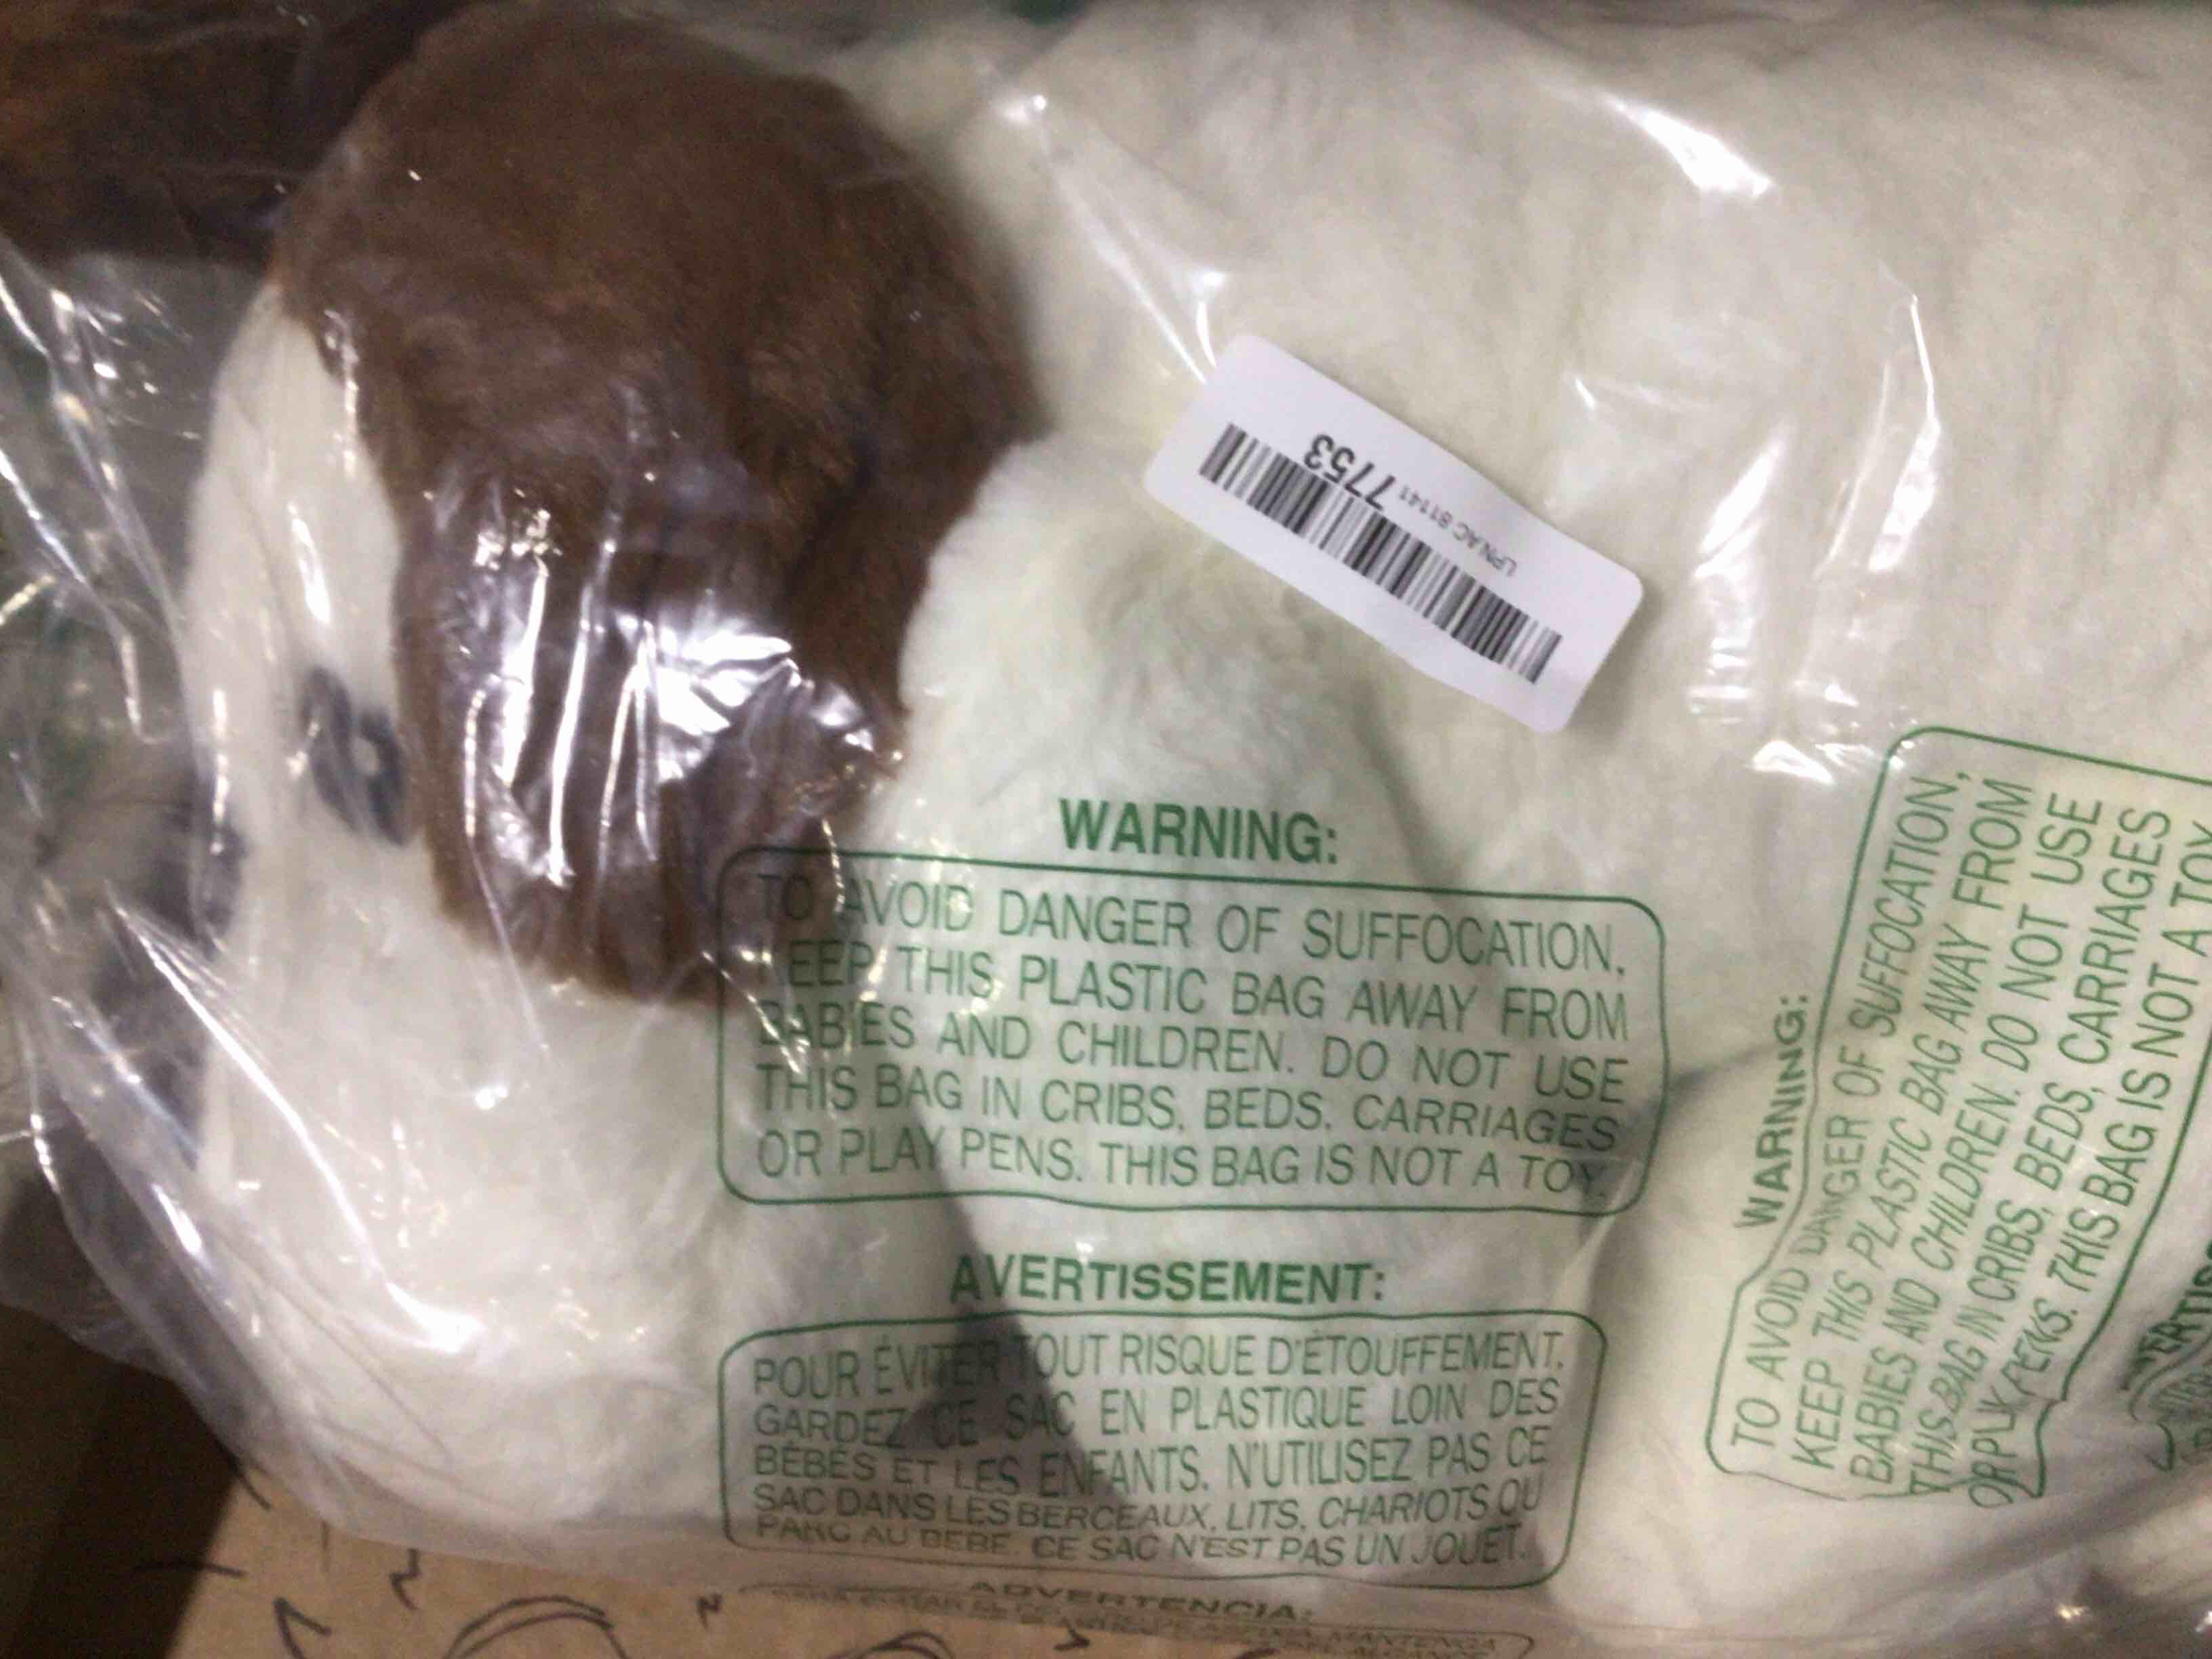 LPNAC 81141 77753
WARNING:
TO AVOID DANGER OF SUFFOCATION,
KEEP THIS PLASTIC BAG AWAY FROM
BABIES AND CHILDREN. DO NOT USE
THIS BAG IN CRIBS. BEDS. CARRIAGES
OR PLAY PENS. THIS BAG IS NOT A TOY.
AVERTISSEMENT:
POUR ÉVITER TOUT RISQUE D'ÉTOUFFEMENT.
GARDEZ CE SAC EN PLASTIQUE LOIN DES
BÉBÉS ET LES ENFANTS. N'UTILISEZ PAS CE
SAC DANS LES BERCEAUX, LITS, CHARIOTS OU
PARC AU BEBE. CE SAC N'EST PAS UN JOUET.
ADVERTENCIA:
MANTENGA
WARNING:
TO AVOID DANGER OF SUFFOCATION,
KEEP THIS PLASTIC BAG AWAY FROM
BABIES AND CHILDREN. DO NOT USE
THIS BAG IN CRIBS, BEDS, CARRIAGES
OR PLAY PENS. THIS BAG IS NOT A TOY